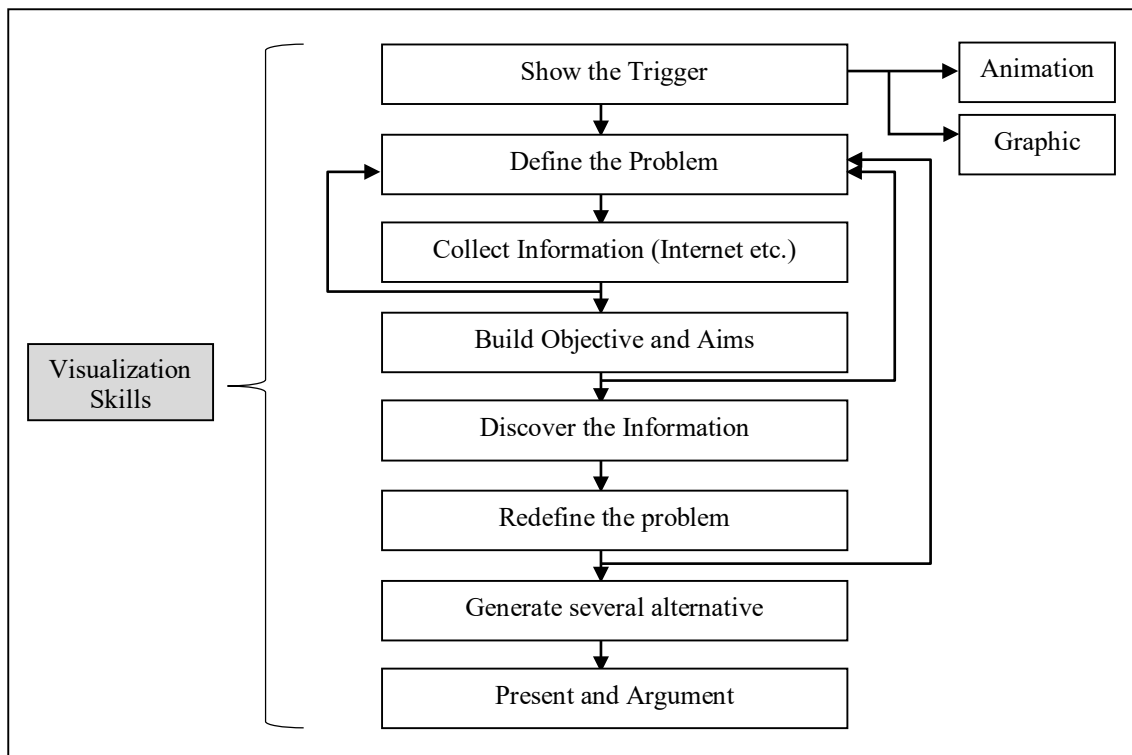 Show the Trigger
Animation
Graphic
Define the Problem
Collect Information (Internet etc.)
Build Objective and Aims
Visualization
Skills
Discover the Information
Redefine the problem
Generate several alternative
Present and Argument